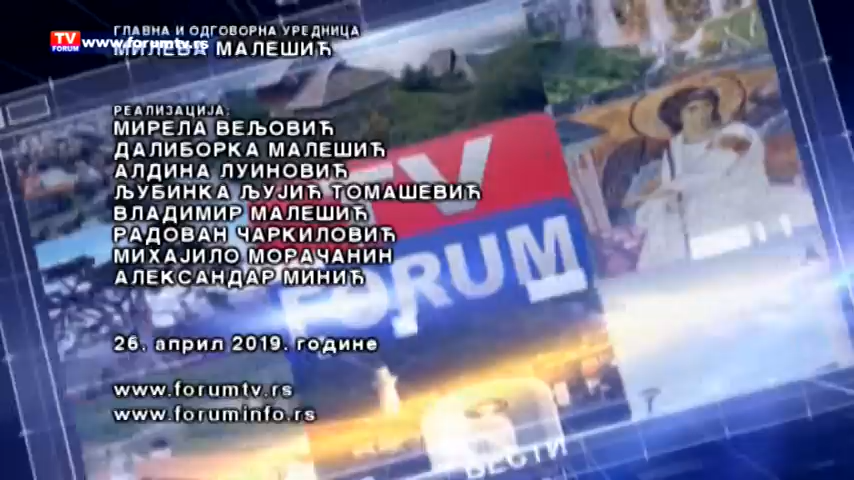 ГЛАВНА И ОДГОВОРНА УРЕДНИЦА
TV
FORUM
www.forumtv.rs
МИЛЕВА МАЛЕШИЋ
РЕАЛИЗАЦИЈА:
МИРЕЛА ВЕЉОВИЋ
ДАЛИБОРКА МАЛЕШИЋ
АЛДИНА ЛУИНОВИЋ
ЉУБИНКА ЉУЈИЋ ТОМАШЕВИЋ
ВЛАДИМИР МАЛЕШИЋ
РАДОВАН ЧАРКИЛОВИЋ
МИХАЈИЛО МОРАЧАНИН
АЛЕКСАНДАР МИНИЋ
26. април 2019. године
www.forumtv.rs
www.foruminfo.rs
TV
FORUM
ВЕСТИ